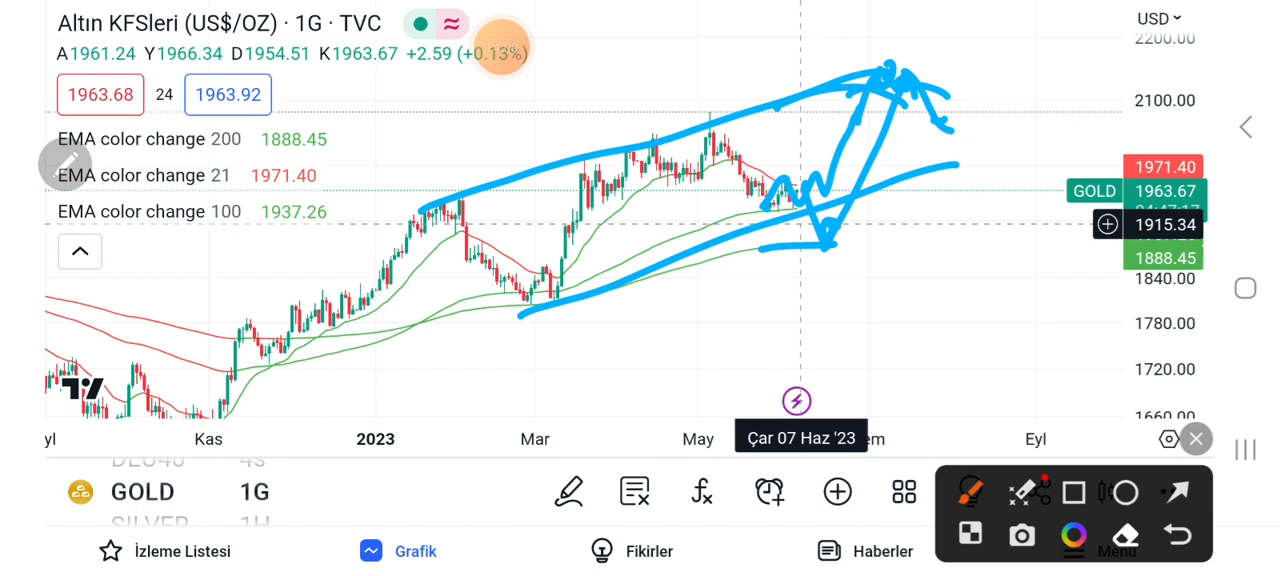 Altın KFSleri (US$/OZ) · 1G · TVC
USD
2200.00
A1961.24 Y1966.34 D1954.51 K1963.67 +2.59 (+0.13%)
1963.68 24 1963.92
2100.00
EMA color change 200 1888.45
EMA color change 21 1971.40
1971.40
GOLD 1963.67
EMA color change 100 1937.26
1915.34
1888.45
1840.00
1780.00
1720.00
1660.00
Kas 2023 Mar May Çar 07 Haz '23 Eyl
GOLD 1G
SILVER 1H
İzleme Listesi Grafik Fikirler Haberler Menü